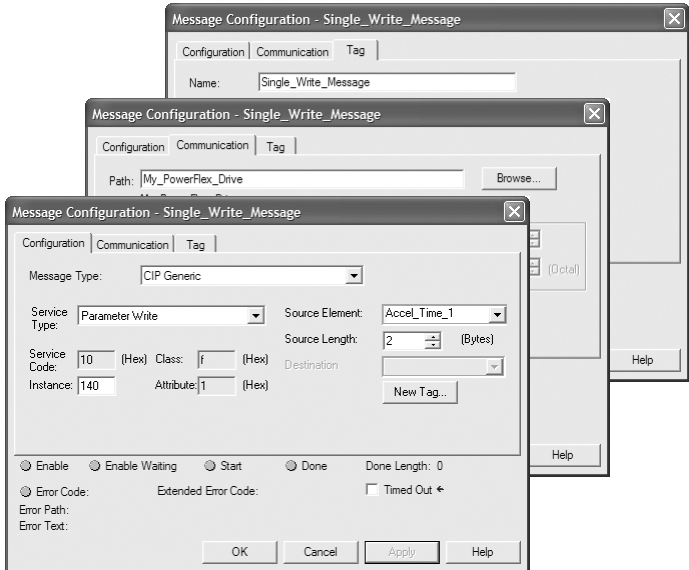 Message Configuration - Single_Write_Message
Configuration Communication Tag
Name: Single_Write_Message
Help
Message Configuration - Single_Write_Message
Configuration Communication Tag
Path: My_PowerFlex_Drive Browse...
(Octal)
Help
Message Configuration - Single_Write_Message
Configuration Communication Tag
Message Type: CIP Generic
Service Type: Parameter Write Source Element: Accel_Time_1
Source Length: 2 (Bytes)
Service Code: 10 (Hex) Class: f (Hex) Destination
Instance: 140 Attribute: 1 (Hex) New Tag...
Enable Enable Waiting Start Done Done Length: 0
Error Code: Extended Error Code: Timed Out ←
Error Path:
Error Text:
OK Cancel Apply Help